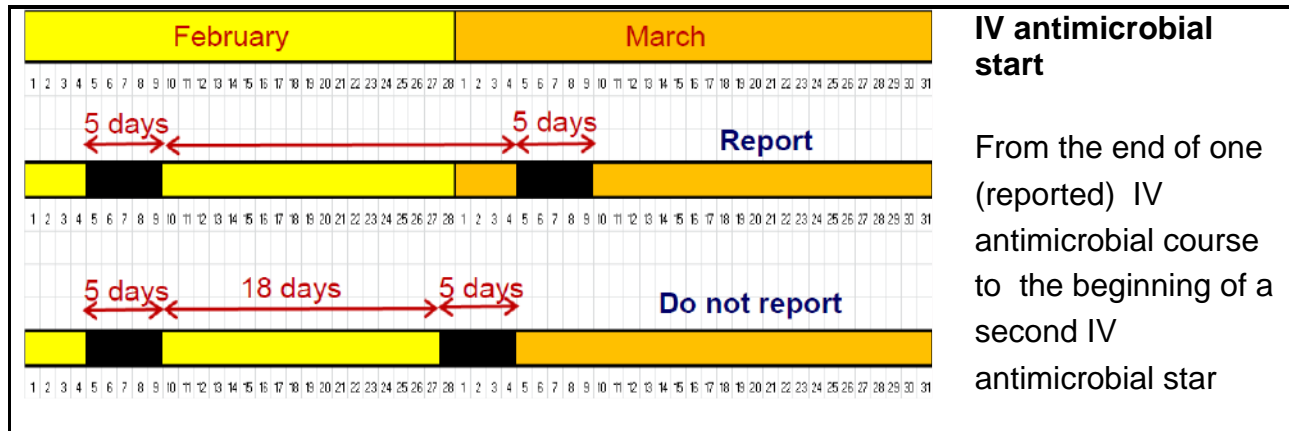 February March
1 2 3 4 5 6 7 8 9 10 11 12 13 14 15 16 17 18 19 20 21 22 23 24 25 26 27 28 1 2 3 4 5 6 7 8 9 10 11 12 13 14 15 16 17 18 19 20 21 22 23 24 25 26 27 28 29 30 31
5 days 5 days
Report
1 2 3 4 5 6 7 8 9 10 11 12 13 14 15 16 17 18 19 20 21 22 23 24 25 26 27 28 1 2 3 4 5 6 7 8 9 10 11 12 13 14 15 16 17 18 19 20 21 22 23 24 25 26 27 28 29 30 31
5 days 18 days 5 days
Do not report
1 2 3 4 5 6 7 8 9 10 11 12 13 14 15 16 17 18 19 20 21 22 23 24 25 26 27 28 1 2 3 4 5 6 7 8 9 10 11 12 13 14 15 16 17 18 19 20 21 22 23 24 25 26 27 28 29 30 31
IV antimicrobial
start
From the end of one
(reported) IV
antimicrobial course
to the beginning of a
second IV
antimicrobial star